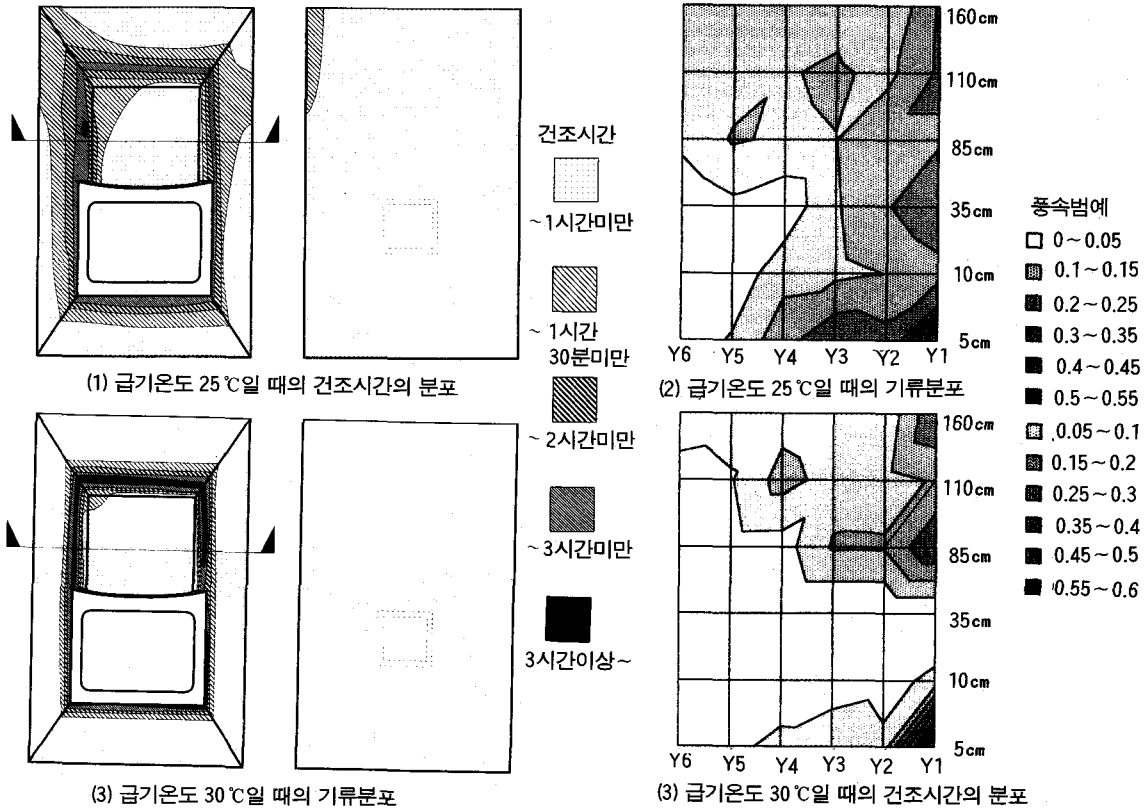 건조시간
~1시간미만
~ 1시간
30분미만
~ 2시간미만
~ 3시간미만
3시간이상~
160cm
110cm
85cm
35cm
10cm
5cm
Y6 Y5 Y4 Y3 Y2 Y1
(1) 급기온도 25℃일 때의 건조시간의 분포
(2) 급기온도 25℃일 때의 기류분포
160cm
110cm
85cm
35cm
10cm
5cm
Y6 Y5 Y4 Y3 Y2 Y1
(3) 급기온도 30℃일 때의 기류분포
(3) 급기온도 30℃일 때의 건조시간의 분포
풍속범예
0~0.05
0.1~0.15
0.2~0.25
0.3~0.35
0.4~0.45
0.5~0.55
0.05~0.1
0.15~0.2
0.25~0.3
0.35~0.4
0.45~0.5
0.55~0.6